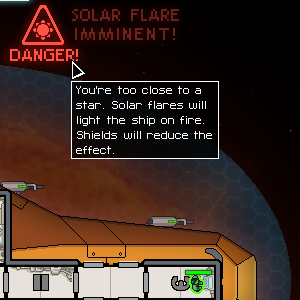 SOLAR FLARE
IMMINENT!
DANGER!
You're too close to a
star. Solar flares will
light the ship on fire.
Shields will reduce the
effect.